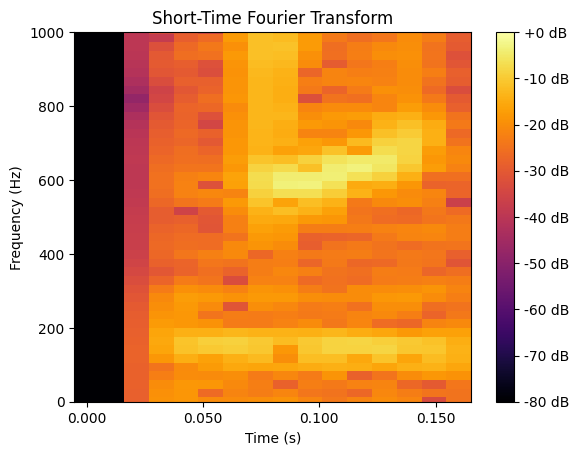 Short-Time Fourier Transform
1000
800
600
400
200
0
Frequency (Hz)
0.000
0.050
0.100
0.150
Time (s)
+0 dB
-10 dB
-20 dB
-30 dB
-40 dB
-50 dB
-60 dB
-70 dB
-80 dB